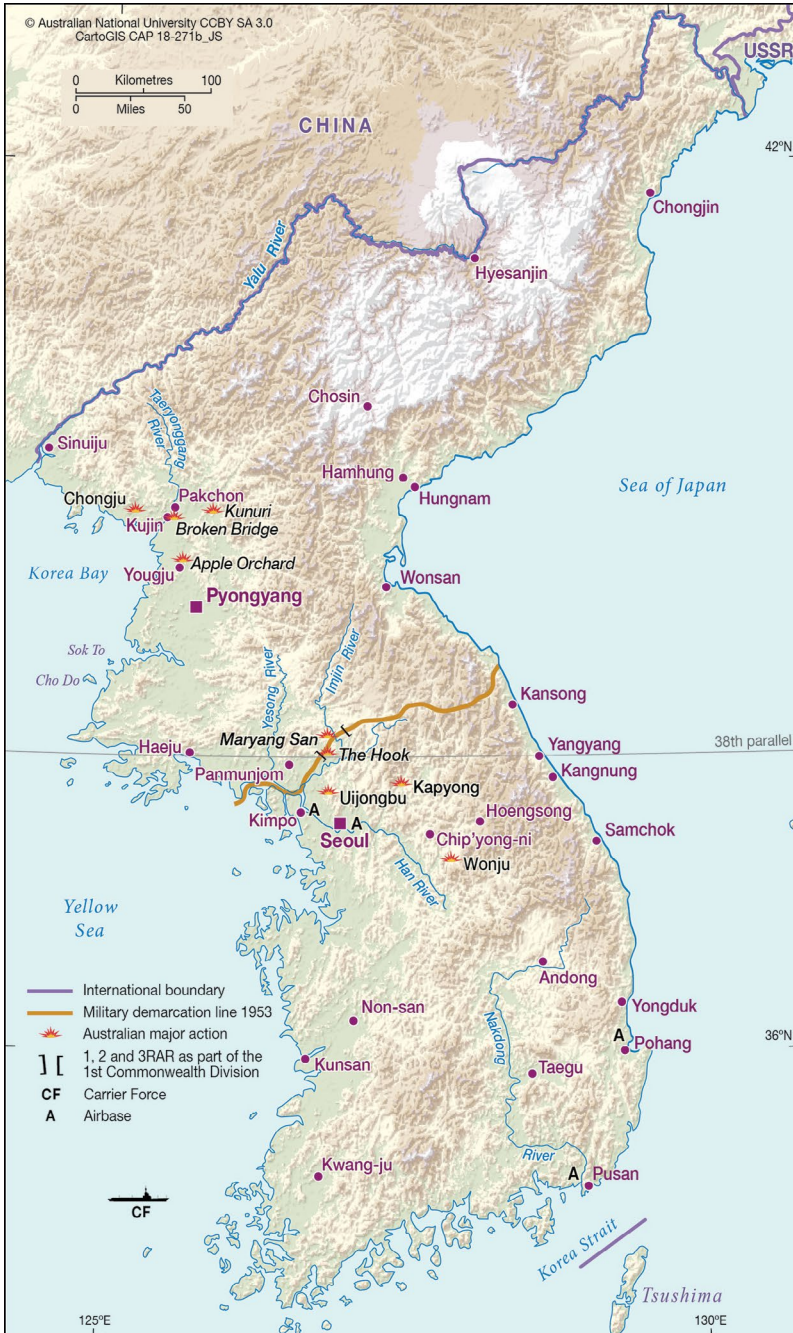 © Australian National University CCBY SA 3.0
CartoGIS CAP 18-271b_JS
USSR
0 Kilometres 100
0 Miles 50
CHINA
42°N
Chongjin
Yalu River
Hyesanjin
Chosin
Taeryonggang
River
Sinuiju
Hamhung
Hungnam
Sea of Japan
Chongju
Pakchon
Kunuri
Kujin
Broken Bridge
Apple Orchard
Korea Bay
Yougju
Wonsan
Pyongyang
Sok To
Cho Do
Yesong River
Imjin River
Kansong
Maryang San
38th parallel
Haeju
The Hook
Yangyang
Panmunjom
Kangnung
Kapyong
Uijongbu
Kimpo
A
A
Hoengsong
Seoul
Chip'yong-ni
Samchok
Wonju
Han River
Yellow
Sea
Andong
International boundary
Military demarcation line 1953
Non-san
Yongduk
Australian major action
Nakdong
A
Pohang
1, 2 and 3RAR as part of the
1st Commonwealth Division
Kunsan
Taegu
CF Carrier Force
A Airbase
River
Kwang-ju
A
Pusan
CF
Korea Strait
Tsushima
125°E
130°E